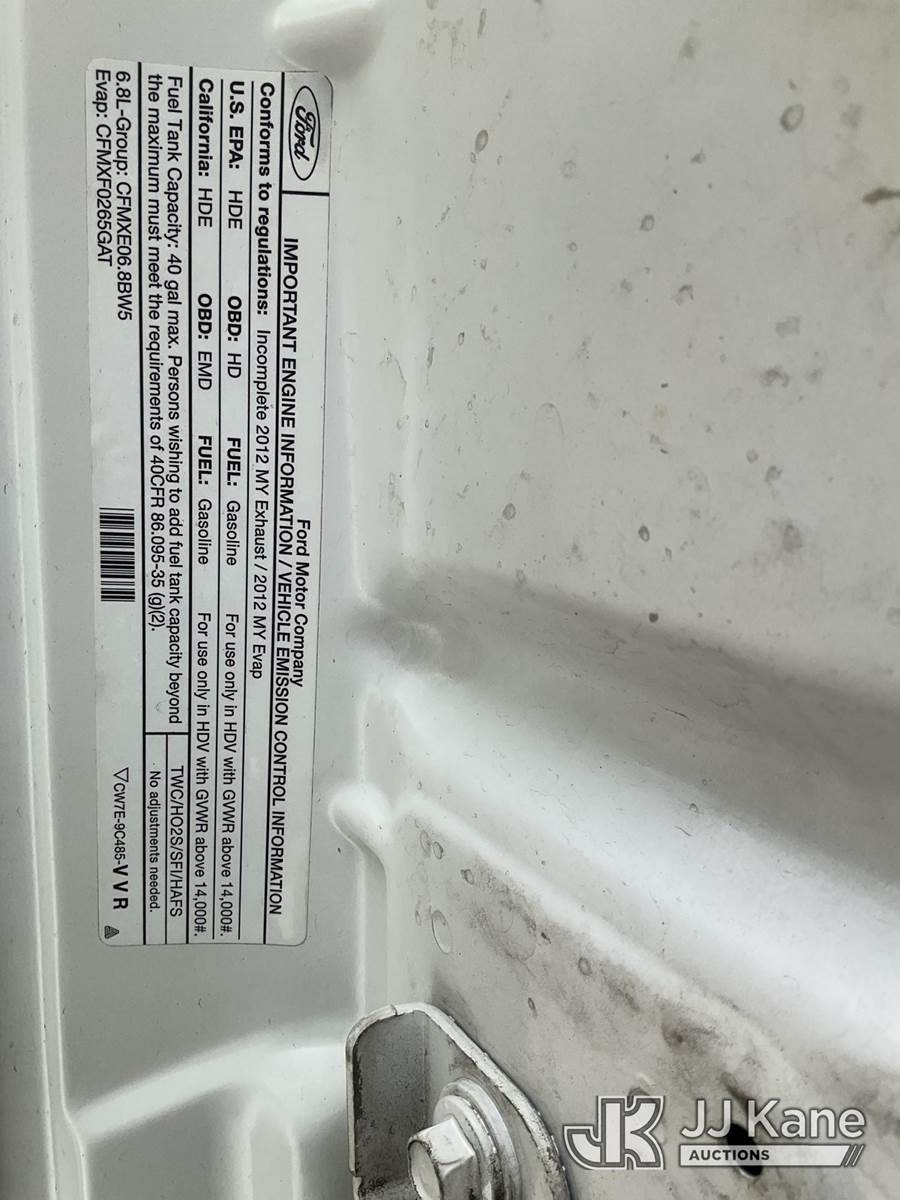 Ford
Ford Motor Company
IMPORTANT ENGINE INFORMATION / VEHICLE EMISSION CONTROL INFORMATION
Conforms to regulations: Incomplete 2012 MY Exhaust / 2012 MY Evap
U.S. EPA: HDE OBD: HD FUEL: Gasoline For use only in HDV with GVWR above 14,000#.
California: HDE OBD: EMD FUEL: Gasoline For use only in HDV with GVWR above 14,000#.
Fuel Tank Capacity: 40 gal max. Persons wishing to add fuel tank capacity beyond
the maximum must meet the requirements of 40CFR 86.095-35 (g)(2).
TWC/HO2S/SFI/HAFS
No adjustments needed.
6.8L-Group: CFMXE06.8BW5
Evap: CFMXF0265GAT
▽CW7E-9C485-V V R
JK JJ Kane
AUCTIONS